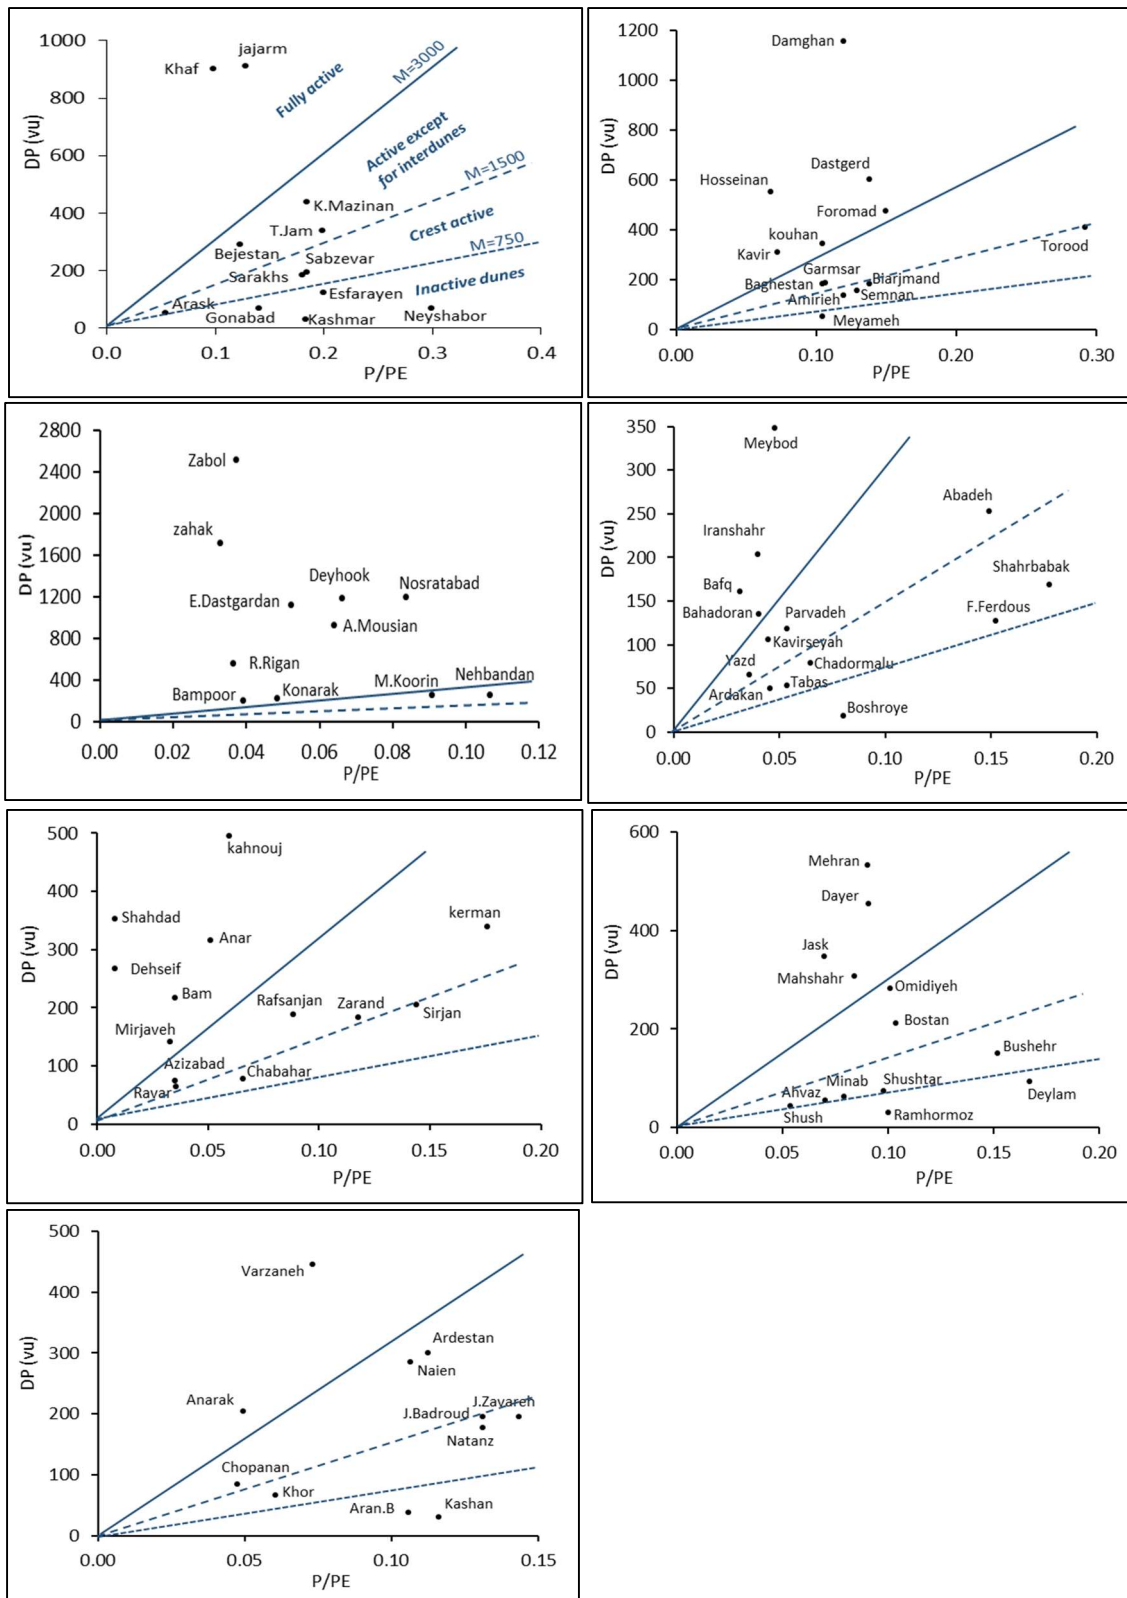 1000
800
600
400
200
0
DP (vu)
0.0
0.1
0.2
0.3
0.4
P/PE
jajarm
Khaf
Fully active
M=3000
Active except
for interdunes
M=1500
K.Mazinan
T.Jam
Crest active
M=750
Bejestan
Sabzevar
Sarakhs
Inactive dunes
Esfarayen
Arask
Gonabad
Kashmar
Neyshabor
1200
1000
800
600
400
200
0
DP (vu)
0.00
0.10
0.20
0.30
P/PE
Damghan
Dastgerd
Hosseinan
Foromad
kouhan
Kavir
Torood
Garmsar
Baghestan
Biarjmand
Amirieh
Semnan
Meyameh
2800
2400
2000
1600
1200
800
400
0
DP (vu)
0.00
0.02
0.04
0.06
0.08
0.10
0.12
P/PE
Zabol
zahak
Deyhook
Nosratabad
E.Dastgardan
A.Mousian
R.Rigan
Nehbandan
M.Koorin
Bampoor
Konarak
350
300
250
200
150
100
50
0
DP (vu)
0.00
0.05
0.10
0.15
0.20
P/PE
Meybod
Abadeh
Iranshahr
Shahrbabak
Bafq
F.Ferdous
Bahadoran
Parvadeh
Kavirseyah
Yazd
Chadormalu
Tabas
Ardakan
Boshroye
500
400
300
200
100
0
DP (vu)
0.00
0.05
0.10
0.15
0.20
P/PE
kahnouj
Shahdad
kerman
Anar
Dehseif
Bam
Rafsanjan
Zarand
Sirjan
Mirjaveh
Azizabad
Chabahar
Ravar
600
400
200
0
DP (vu)
0.00
0.05
0.10
0.15
0.20
P/PE
Mehran
Dayer
Jask
Mahshahr
Omidiyeh
Bostan
Bushehr
Minab
Shushtar
Ahvaz
Deylam
Shush
Ramhormoz
500
400
300
200
100
0
DP (vu)
0.00
0.05
0.10
0.15
P/PE
Varzaneh
Ardestan
Naien
Anarak
J.Zavareh
J.Badroud
Natanz
Chopanan
Khor
Aran.B
Kashan